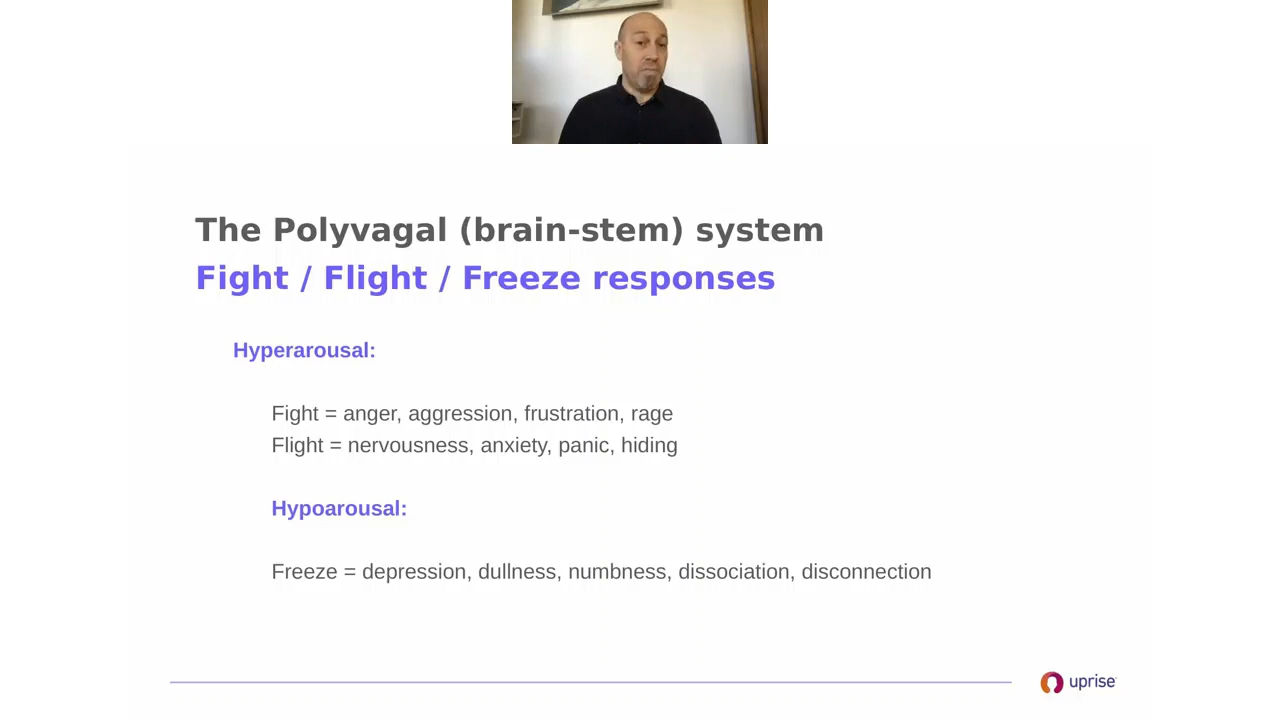 The Polyvagal (brain-stem) system
Fight / Flight / Freeze responses
Hyperarousal:
Fight = anger, aggression, frustration, rage
Flight = nervousness, anxiety, panic, hiding
Hypoarousal:
Freeze = depression, dullness, numbness, dissociation, disconnection
uprise